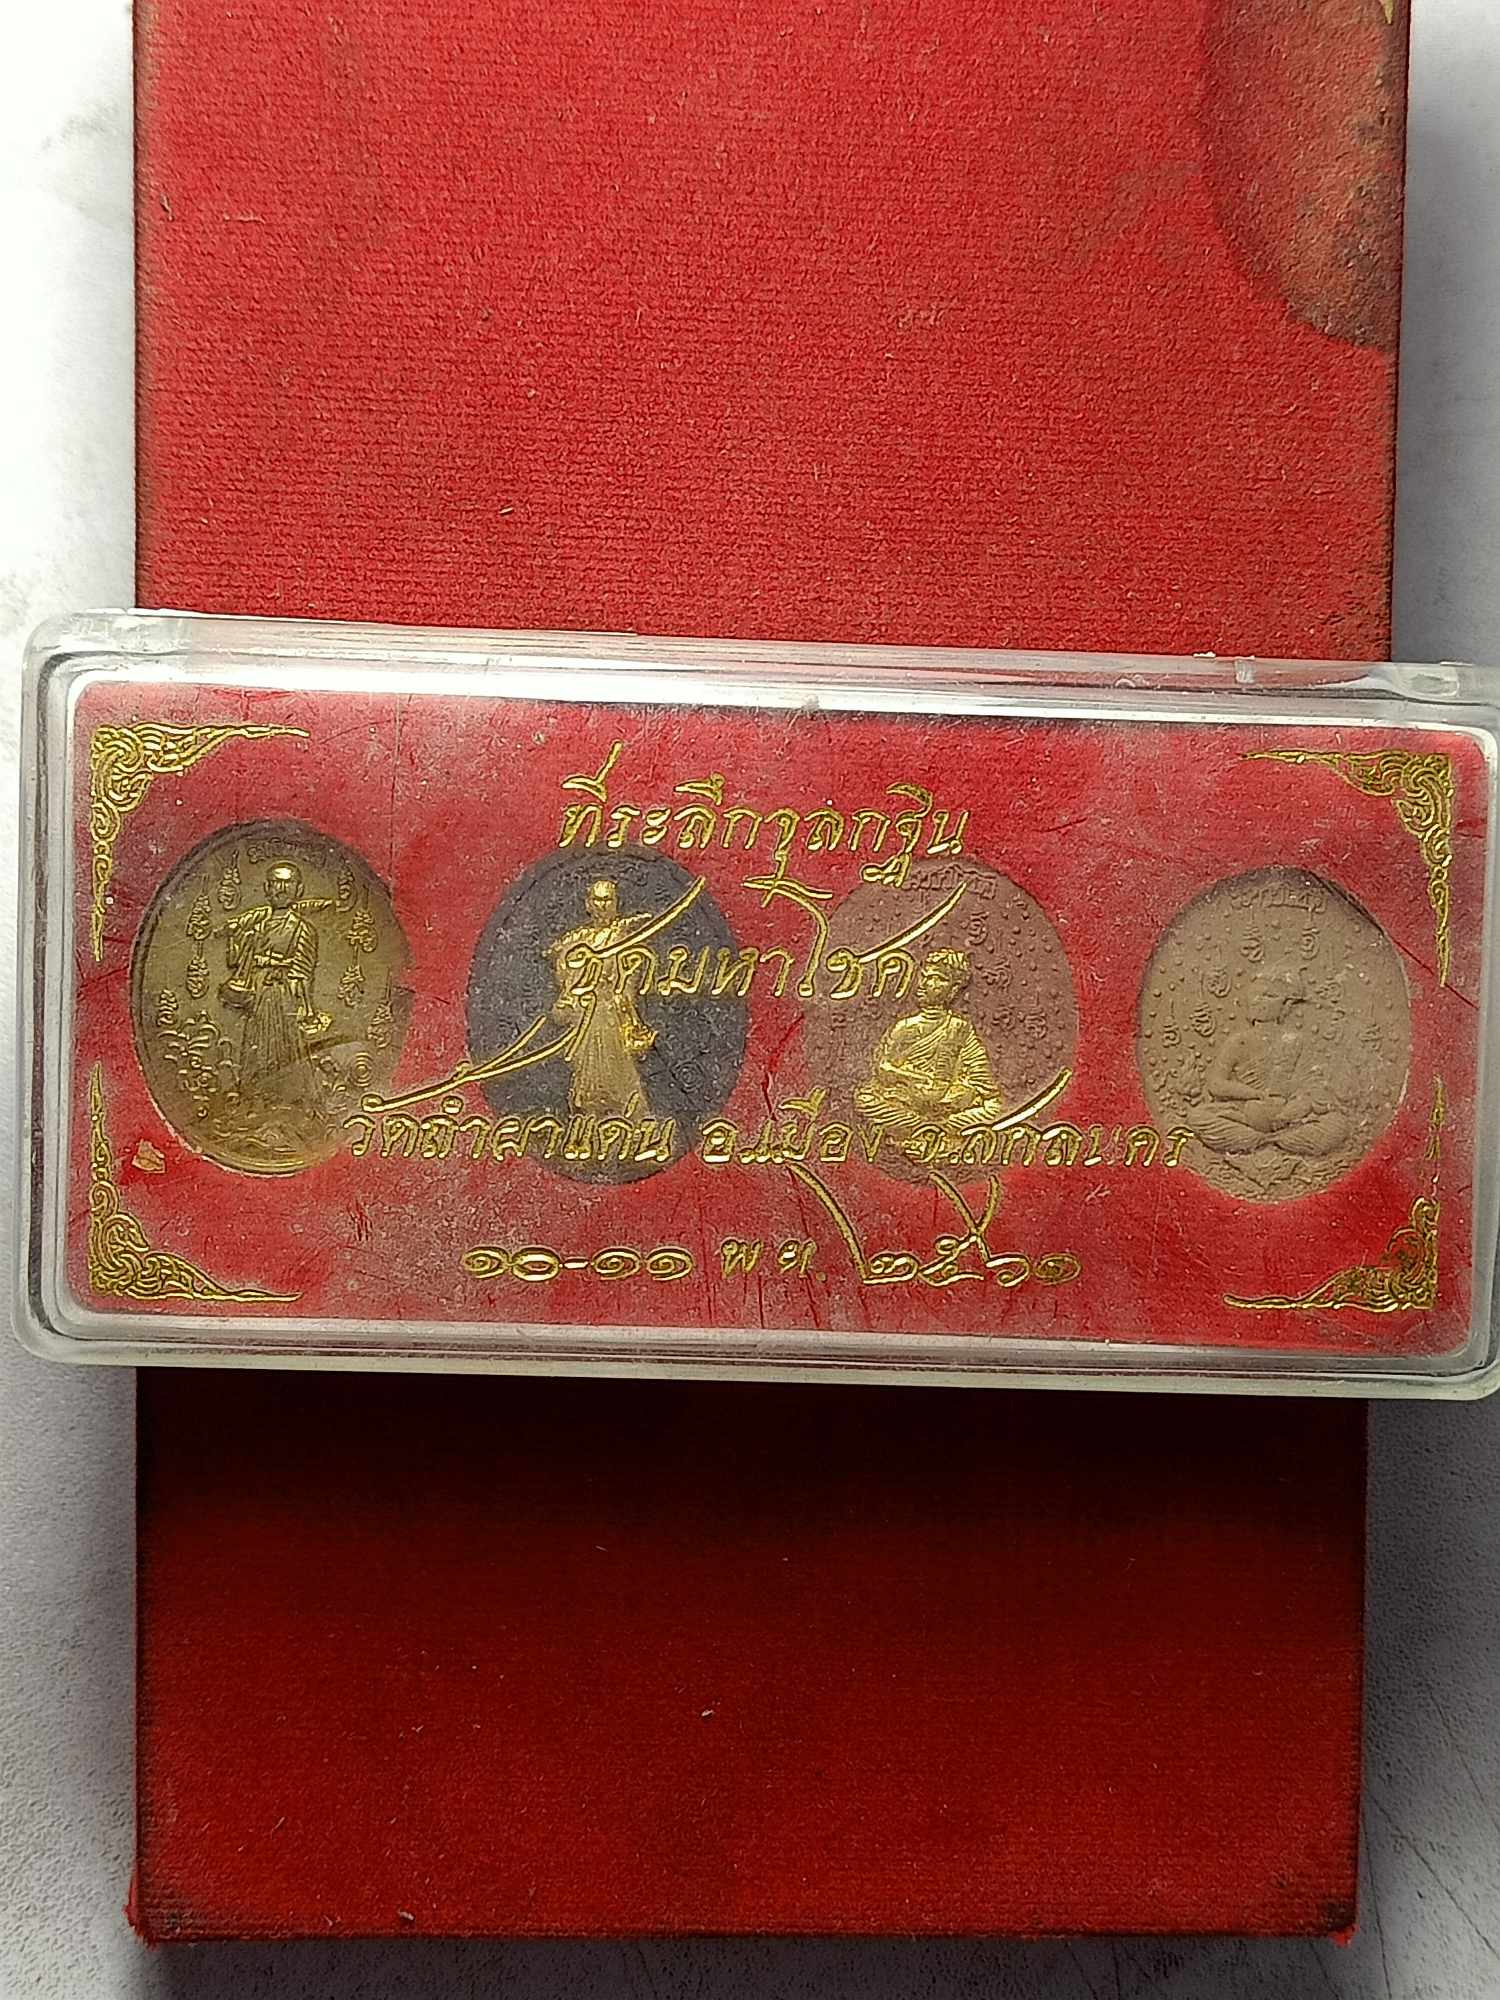 ที่ระลึกจุลกฐิน
ชุดมหาโชค
วัดถ้ำผาแด่น อ.เมือง จ.สกลนคร
๑๐-๑๑ พ.ย. ๒๕๖๑